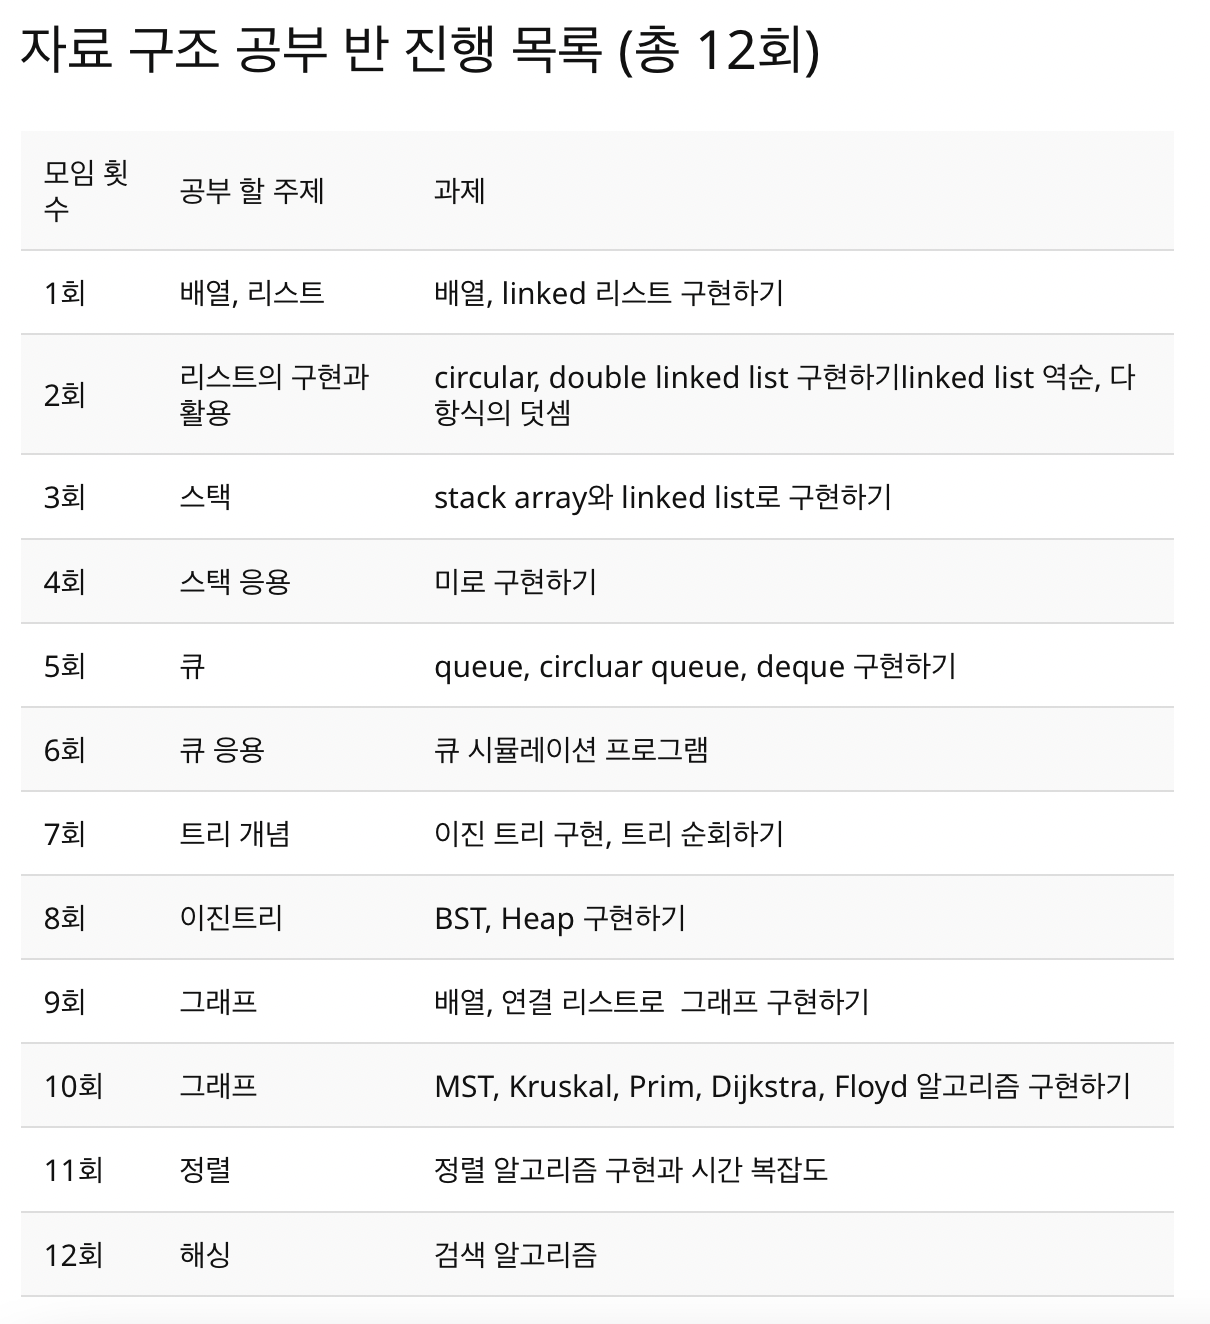 자료 구조 공부 반 진행 목록 (총 12회)
모임 횟
수
공부 할 주제
과제
1회
배열, 리스트
배열, linked 리스트 구현하기
2회
리스트의 구현과
활용
circular, double linked list 구현하기linked list 역순, 다
항식의 덧셈
3회
스택
stack array와 linked list로 구현하기
4회
스택 응용
미로 구현하기
5회
큐
queue, circluar queue, deque 구현하기
6회
큐 응용
큐 시뮬레이션 프로그램
7회
트리 개념
이진 트리 구현, 트리 순회하기
8회
이진트리
BST, Heap 구현하기
9회
그래프
배열, 연결 리스트로  그래프 구현하기
10회
그래프
MST, Kruskal, Prim, Dijkstra, Floyd 알고리즘 구현하기
11회
정렬
정렬 알고리즘 구현과 시간 복잡도
12회
해싱
검색 알고리즘